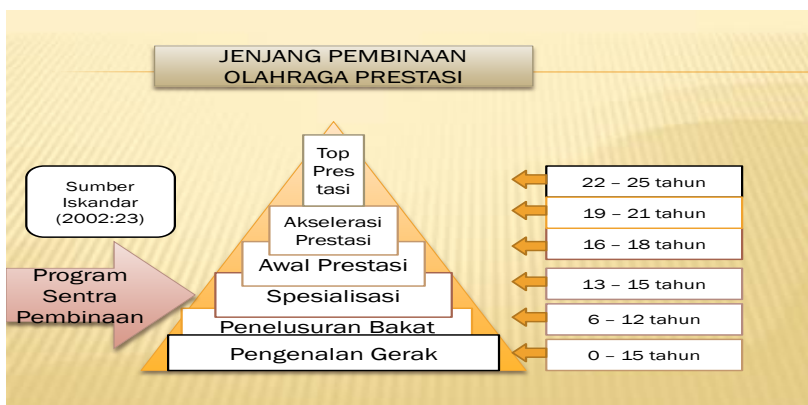 JENJANG PEMBINAAN
OLAHRAGA PRESTASI
Sumber
Iskandar
(2002:23)
Program
Sentra
Pembinaan
Top
Pres
tasi
Akselerasi
Prestasi
Awal Prestasi
Spesialisasi
Penelusuran Bakat
Pengenalan Gerak
22 – 25 tahun
19 – 21 tahun
16 – 18 tahun
13 – 15 tahun
6 – 12 tahun
0 – 15 tahun